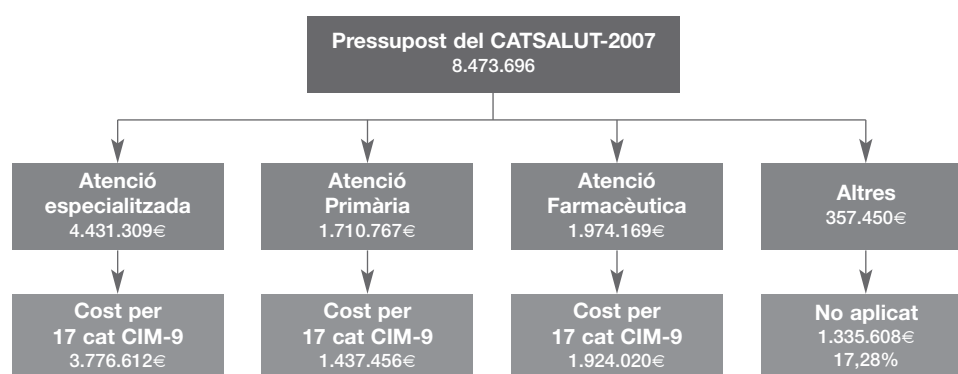 Pressupost del CATSALUT-2007
8.473.696
Atenció
especialitzada
4.431.309€
Atenció
Primària
1.710.767€
Atenció
Farmacèutica
1.974.169€
Altres
357.450€
Cost per
17 cat CIM-9
3.776.612€
Cost per
17 cat CIM-9
1.437.456€
Cost per
17 cat CIM-9
1.924.020€
No aplicat
1.335.608€
17,28%